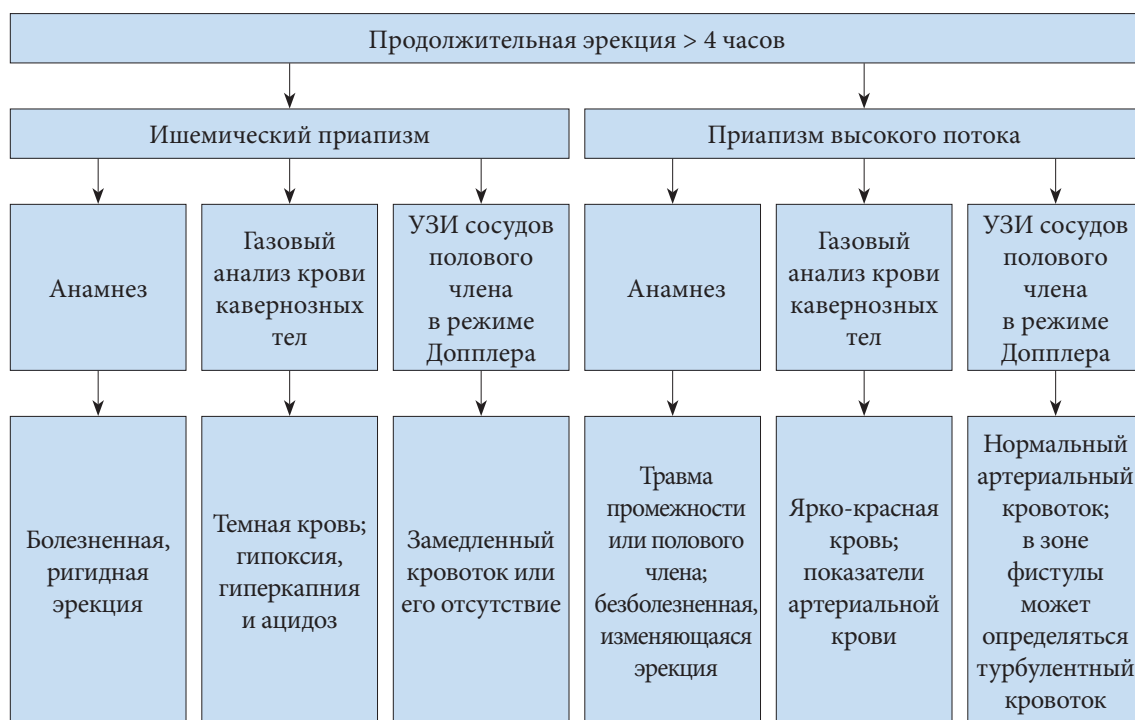 Продолжительная эрекция > 4 часов
Ишемический приапизм
Приапизм высокого потока
Анамнез
Газовый
анализ крови
кавернозных
тел
УЗИ сосудов
полового
члена
в режиме
Допплера
Анамнез
Газовый
анализ крови
кавернозных
тел
УЗИ сосудов
полового
члена
в режиме
Допплера
Болезненная,
ригидная
эрекция
Темная кровь;
гипоксия,
гиперкапния
и ацидоз
Замедленный
кровоток или
его отсутствие
Травма
промежности
или полового
члена;
безболезненная,
изменяющаяся
эрекция
Ярко-красная
кровь;
показатели
артериальной
крови
Нормальный
артериальный
кровоток;
в зоне
фистулы
может
определяться
турбулентный
кровоток